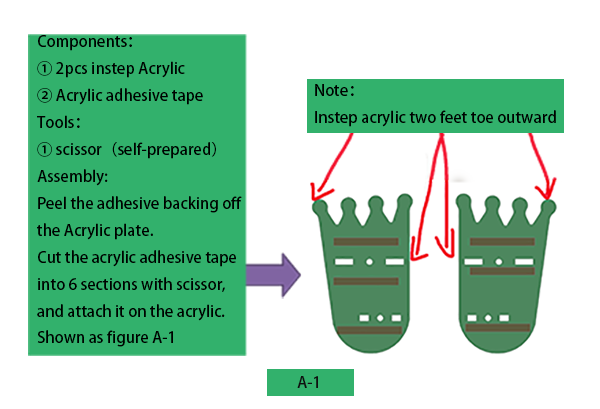 Components:
① 2pcs instep Acrylic
② Acrylic adhesive tape
Tools:
① scissor（self-prepared）
Assembly:
Peel the adhesive backing off
the Acrylic plate.
Cut the acrylic adhesive tape
into 6 sections with scissor,
and attach it on the acrylic.
Shown as figure A-1
Note:
Instep acrylic two feet toe outward
A-1